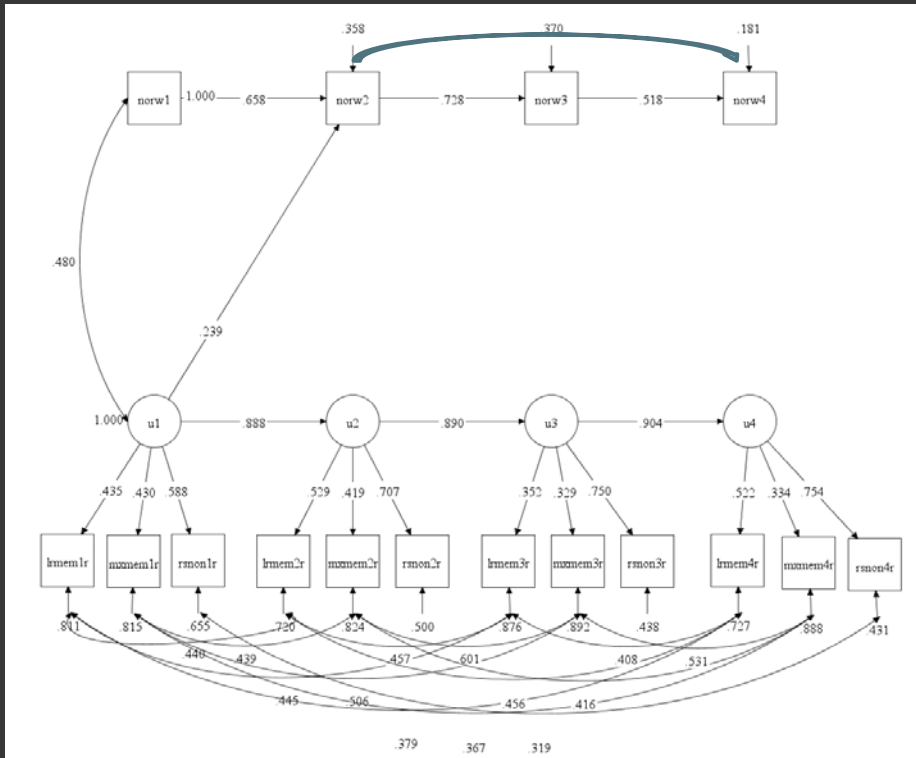 .358 .370 .181
norw1 1.000 .658 norw2 .728 norw3 .518 norw4
.480
.239
1.000 u1 .888 u2 .890 u3 .904 u4
.435 .430 .588 .529 .419 .707 .352 .329 .750 .522 .334 .754
lrmem1r mxmem1r rsnon1r lrmem2r mxmem2r rsnon2r lrmem3r mxmem3r rsnon3r lrmem4r mxmem4r rsnon4r
.811 .815 .655 .720 .824 .500 .876 .892 .438 .727 .888 .431
.440 .439 .457 .601 .408 .531
.445 .506 .456 .416
.379 .367 .319